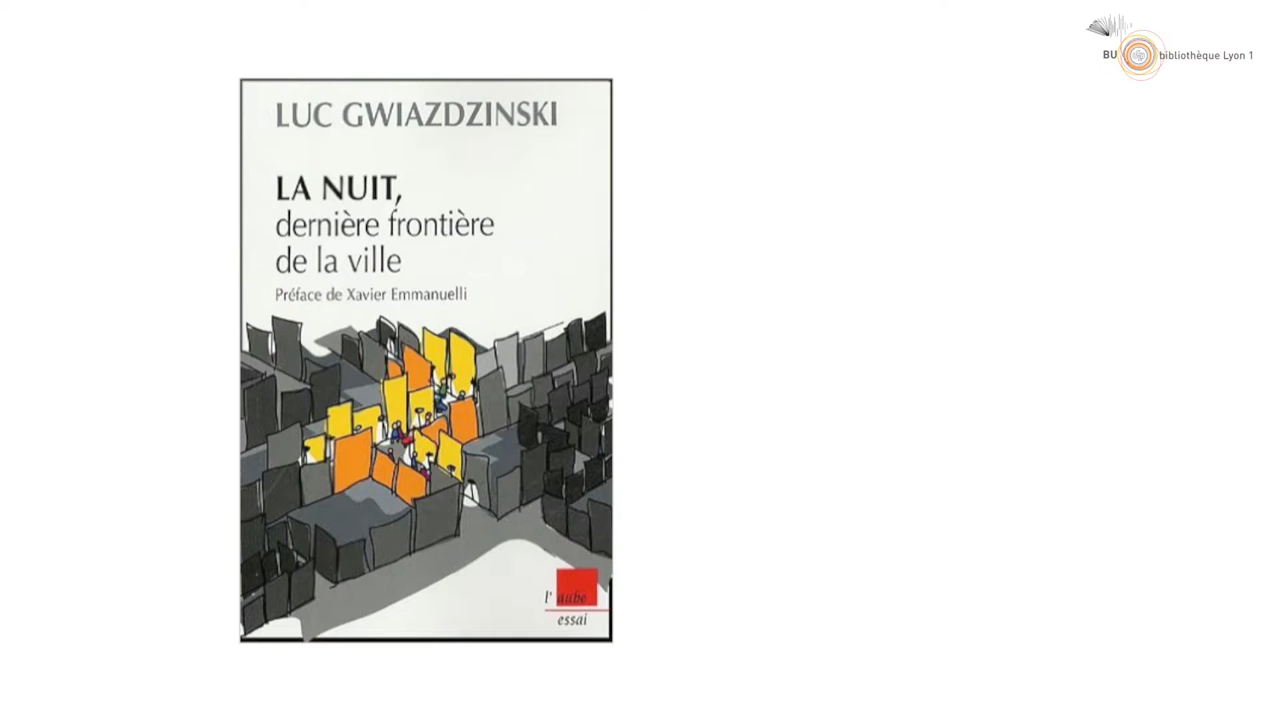 BU bibliothèque Lyon 1
LUC GWIAZDZINSKI
LA NUIT,
dernière frontière
de la ville
Préface de Xavier Emmanuelli
l'aube
essai